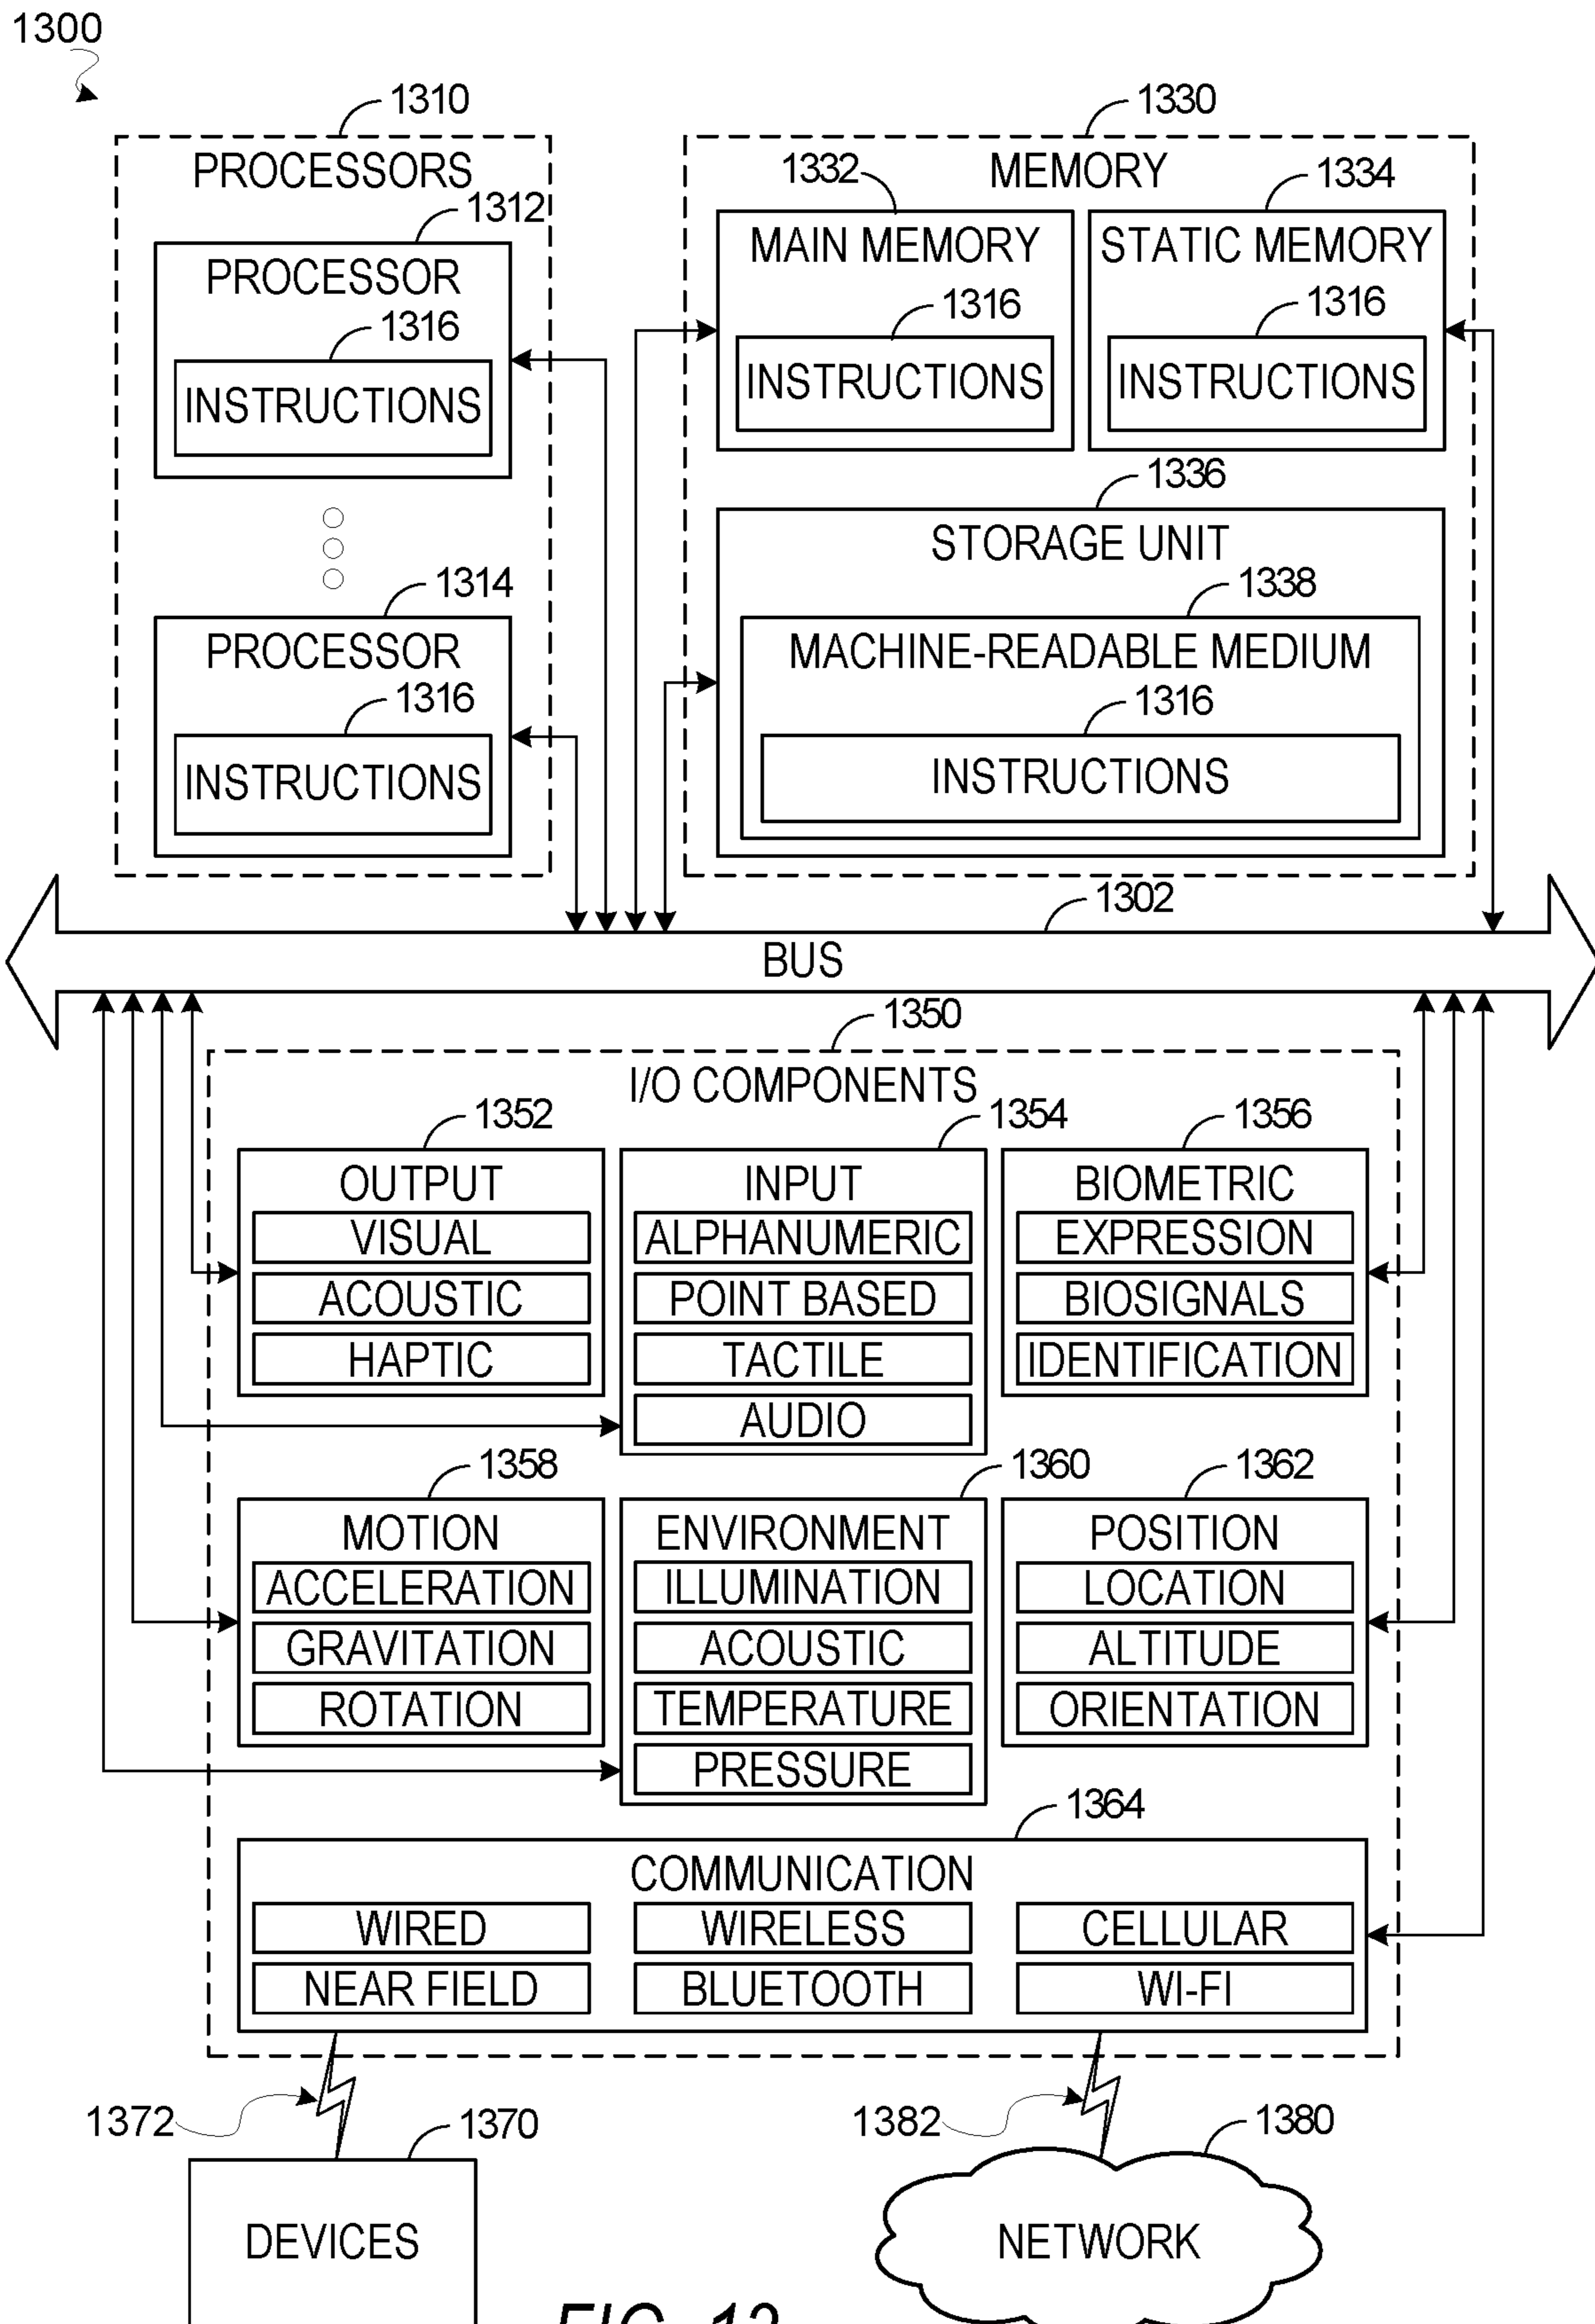 1300
1310
1330
PROCESSORS
1332
MEMORY
1334
1312
MAIN MEMORY
STATIC MEMORY
PROCESSOR
1316
1316
1316
INSTRUCTIONS
INSTRUCTIONS
INSTRUCTIONS
1336
STORAGE UNIT
1314
1338
PROCESSOR
MACHINE-READABLE MEDIUM
1316
1316
INSTRUCTIONS
INSTRUCTIONS
1302
BUS
1350
I/O COMPONENTS
1352
1354
1356
OUTPUT
INPUT
BIOMETRIC
VISUAL
ALPHANUMERIC
EXPRESSION
ACOUSTIC
POINT BASED
BIOSIGNALS
HAPTIC
TACTILE
IDENTIFICATION
AUDIO
1358
1360
1362
MOTION
ENVIRONMENT
POSITION
ACCELERATION
ILLUMINATION
LOCATION
GRAVITATION
ACOUSTIC
ALTITUDE
ROTATION
TEMPERATURE
ORIENTATION
PRESSURE
1364
COMMUNICATION
WIRED
WIRELESS
CELLULAR
NEAR FIELD
BLUETOOTH
WI-FI
1372
1370
1382
1380
DEVICES
NETWORK
FIG. 13